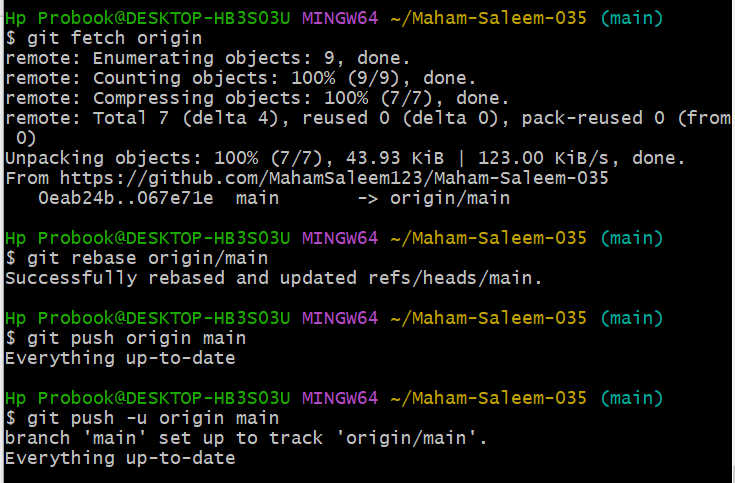 Hp Probook@DESKTOP-HB3SO3U MINGW64 ~/Maham-Saleem-035 (main)
$ git fetch origin
remote: Enumerating objects: 9, done.
remote: Counting objects: 100% (9/9), done.
remote: Compressing objects: 100% (7/7), done.
remote: Total 7 (delta 4), reused 0 (delta 0), pack-reused 0 (from
 0)
Unpacking objects: 100% (7/7), 43.93 KiB | 123.00 KiB/s, done.
From https://github.com/MahamSaleem123/Maham-Saleem-035
   0eab24b..067e71e  main       -> origin/main
Hp Probook@DESKTOP-HB3SO3U MINGW64 ~/Maham-Saleem-035 (main)
$ git rebase origin/main
Successfully rebased and updated refs/heads/main.
Hp Probook@DESKTOP-HB3SO3U MINGW64 ~/Maham-Saleem-035 (main)
$ git push origin main
Everything up-to-date
Hp Probook@DESKTOP-HB3SO3U MINGW64 ~/Maham-Saleem-035 (main)
$ git push -u origin main
branch 'main' set up to track 'origin/main'.
Everything up-to-date